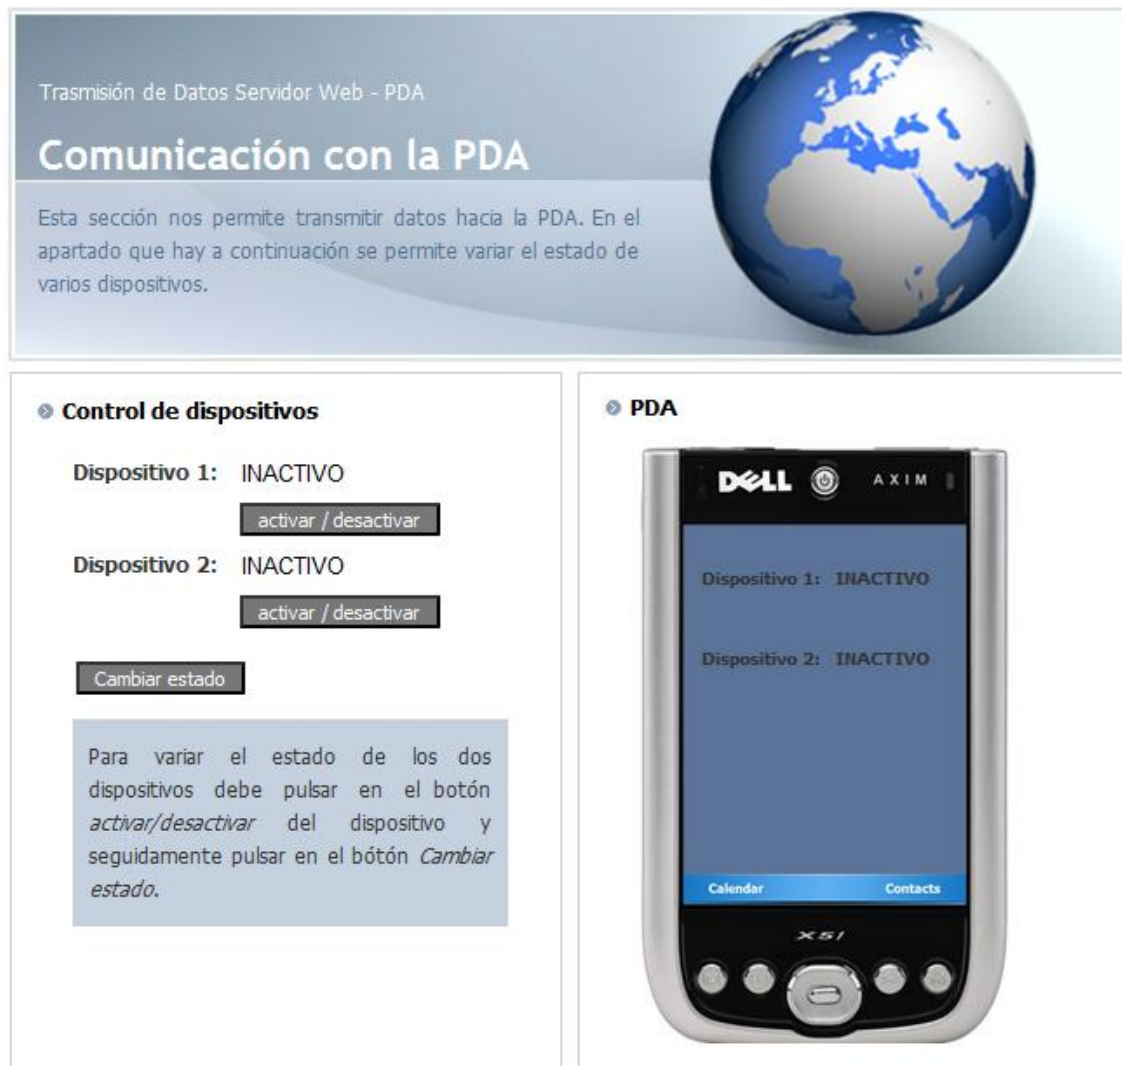 Trasmisión de Datos Servidor Web - PDA
Comunicación con la PDA
Esta sección nos permite transmitir datos hacia la PDA. En el
apartado que hay a continuación se permite variar el estado de
varios dispositivos.
Control de dispositivos
Dispositivo 1: INACTIVO
activar / desactivar
Dispositivo 2: INACTIVO
activar / desactivar
Cambiar estado
Para variar el estado de los dos
dispositivos debe pulsar en el botón
activar/desactivar del dispositivo y
seguidamente pulsar en el bótón Cambiar
estado.
PDA
DELL AXIM
Dispositivo 1: INACTIVO
Dispositivo 2: INACTIVO
Calendar Contacts
X51